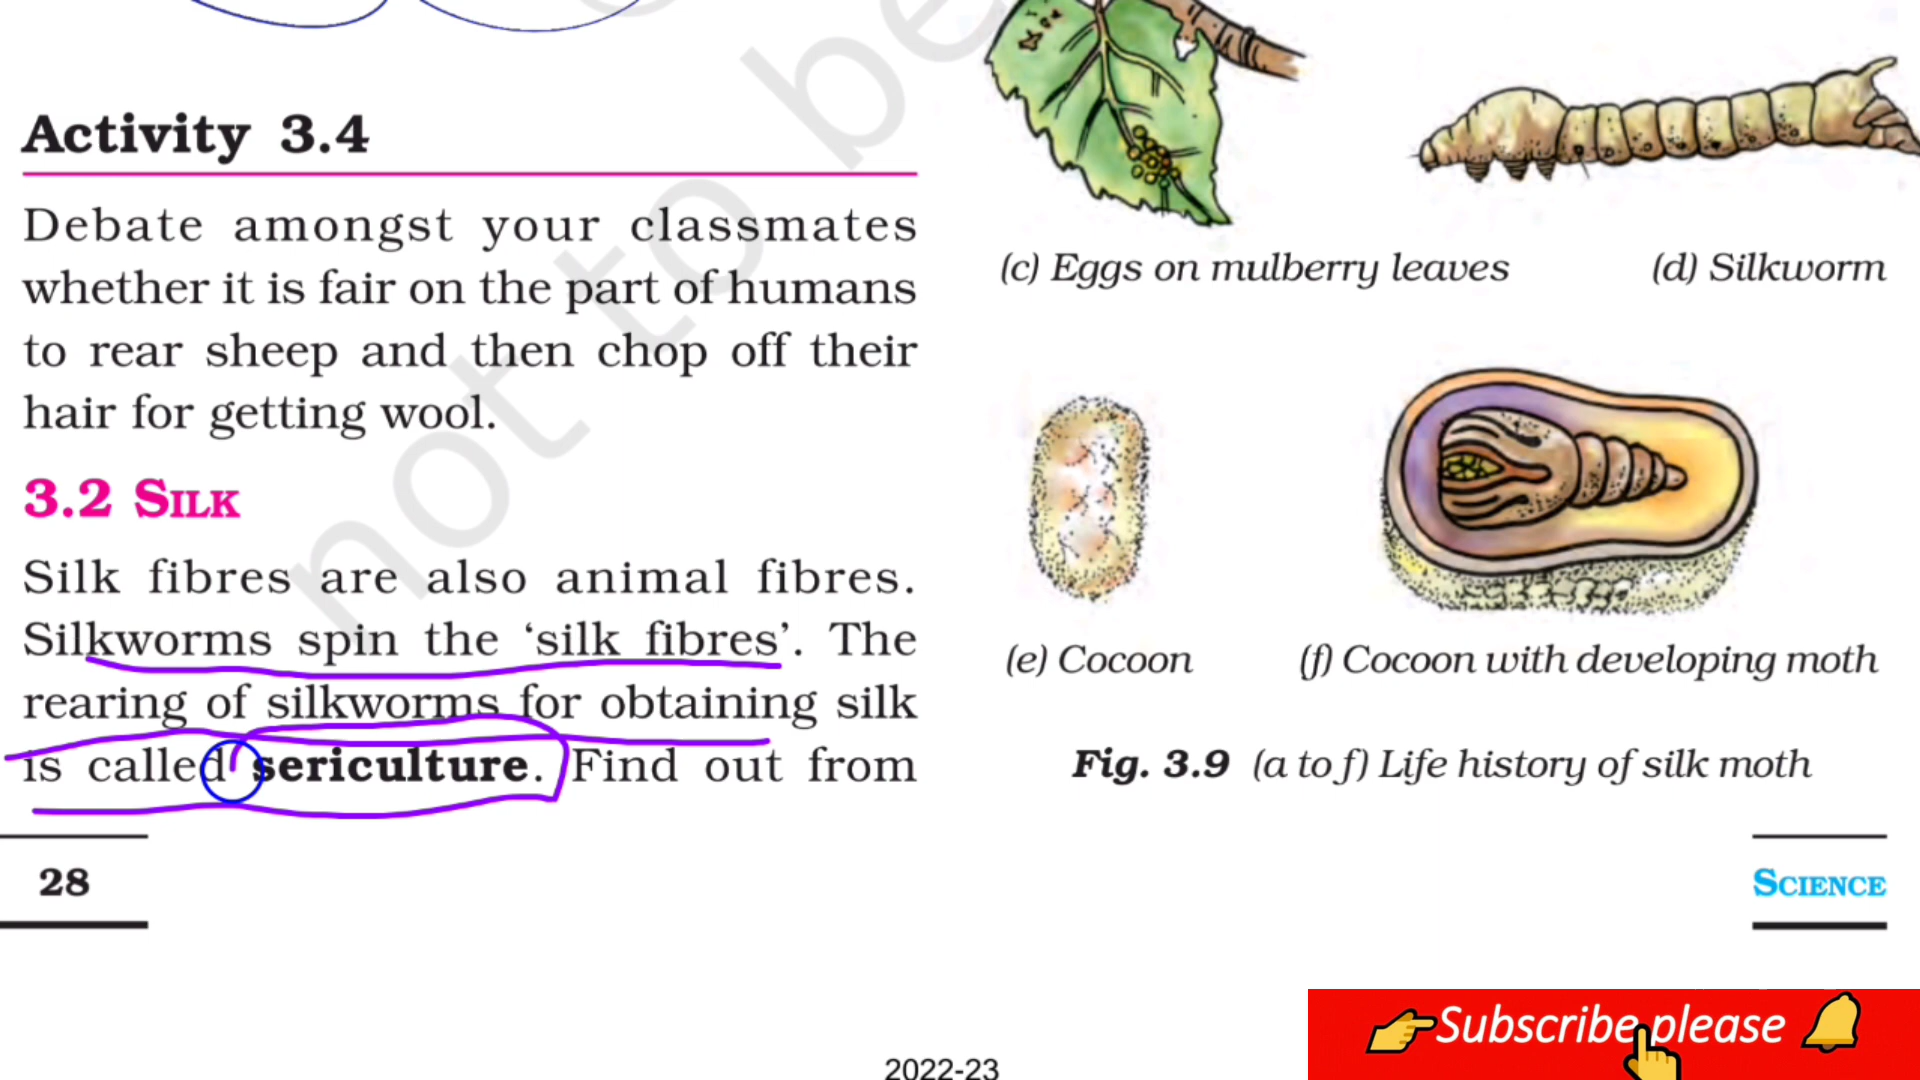 Activity 3.4
Debate amongst your classmates
whether it is fair on the part of humans
to rear sheep and then chop off their
hair for getting wool.
3.2 SILK
Silk fibres are also animal fibres.
Silkworms spin the ‘silk fibres’. The
rearing of silkworms for obtaining silk
is called sericulture. Find out from
28
(c) Eggs on mulberry leaves
(d) Silkworm
(e) Cocoon
(f) Cocoon with developing moth
Fig. 3.9 (a to f) Life history of silk moth
SCIENCE
not to be
Subscribe please
2022-23